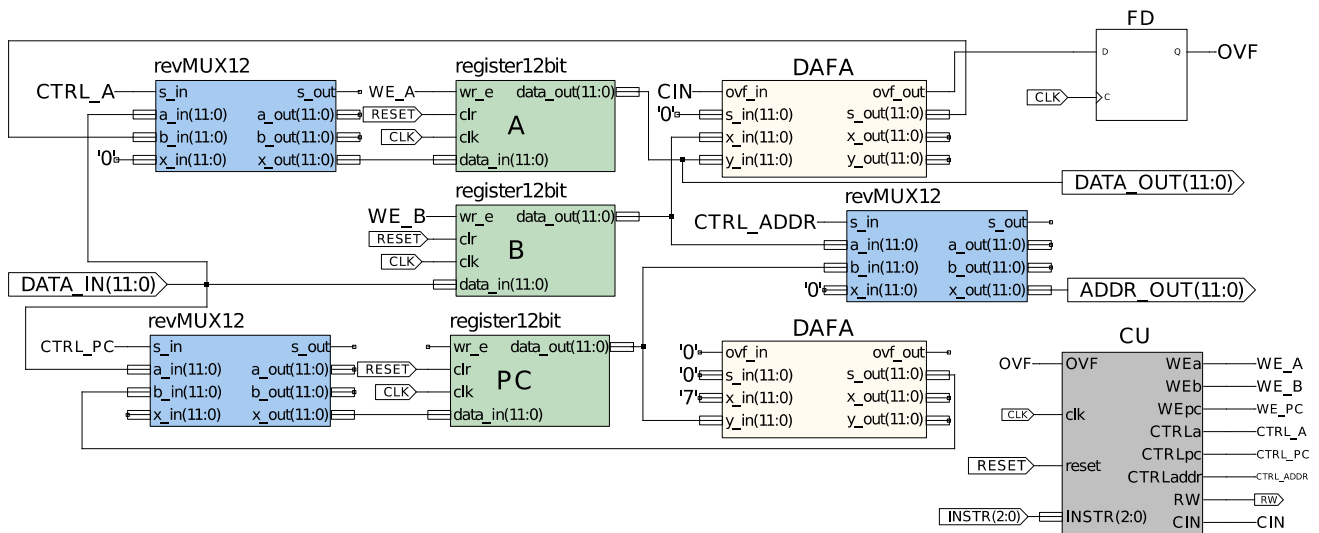 FD
D Q OVF
CLK C
revMUX12
CTRL_A s_in s_out
a_in(11:0) a_out(11:0)
b_in(11:0) b_out(11:0)
'0' x_in(11:0) x_out(11:0)
register12bit
WE_A wr_e data_out(11:0)
RESET clr
CLK clk
A
data_in(11:0)
DAFA
CIN ovf_in ovf_out
'0' s_in(11:0) s_out(11:0)
x_in(11:0) x_out(11:0)
y_in(11:0) y_out(11:0)
DATA_OUT(11:0)
register12bit
WE_B wr_e data_out(11:0)
RESET clr
CLK clk
B
data_in(11:0)
revMUX12
CTRL_ADDR s_in s_out
a_in(11:0) a_out(11:0)
b_in(11:0) b_out(11:0)
'0' x_in(11:0) x_out(11:0)
ADDR_OUT(11:0)
DATA_IN(11:0)
revMUX12
CTRL_PC s_in s_out
a_in(11:0) a_out(11:0)
b_in(11:0) b_out(11:0)
x_in(11:0) x_out(11:0)
register12bit
wr_e data_out(11:0)
RESET clr
CLK clk
PC
data_in(11:0)
DAFA
'0' ovf_in ovf_out
'0' s_in(11:0) s_out(11:0)
'7' x_in(11:0) x_out(11:0)
y_in(11:0) y_out(11:0)
CU
OVF OVF WEa WE_A
WEb WE_B
CLK clk WEpc WE_PC
CTRLa CTRL_A
CTRLpc CTRL_PC
RESET reset CTRLaddr CTRL_ADDR
RW RW
INSTR(2:0) INSTR(2:0) CIN CIN